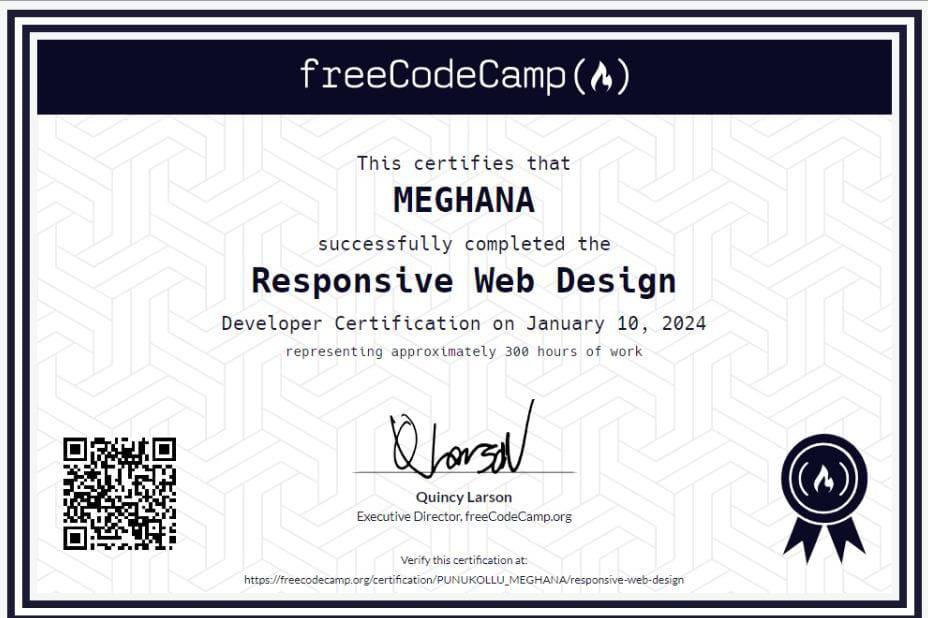 freeCodeCamp
This certifies that
MEGHANA
successfully completed the
Responsive Web Design
Developer Certification on January 10, 2024
representing approximately 300 hours of work
QLarson
Quincy Larson
Executive Director, freeCodeCamp.org
Verify this certification at:
https://freecodecamp.org/certification/PUNUKOLLU_MEGHANA/responsive-web-design